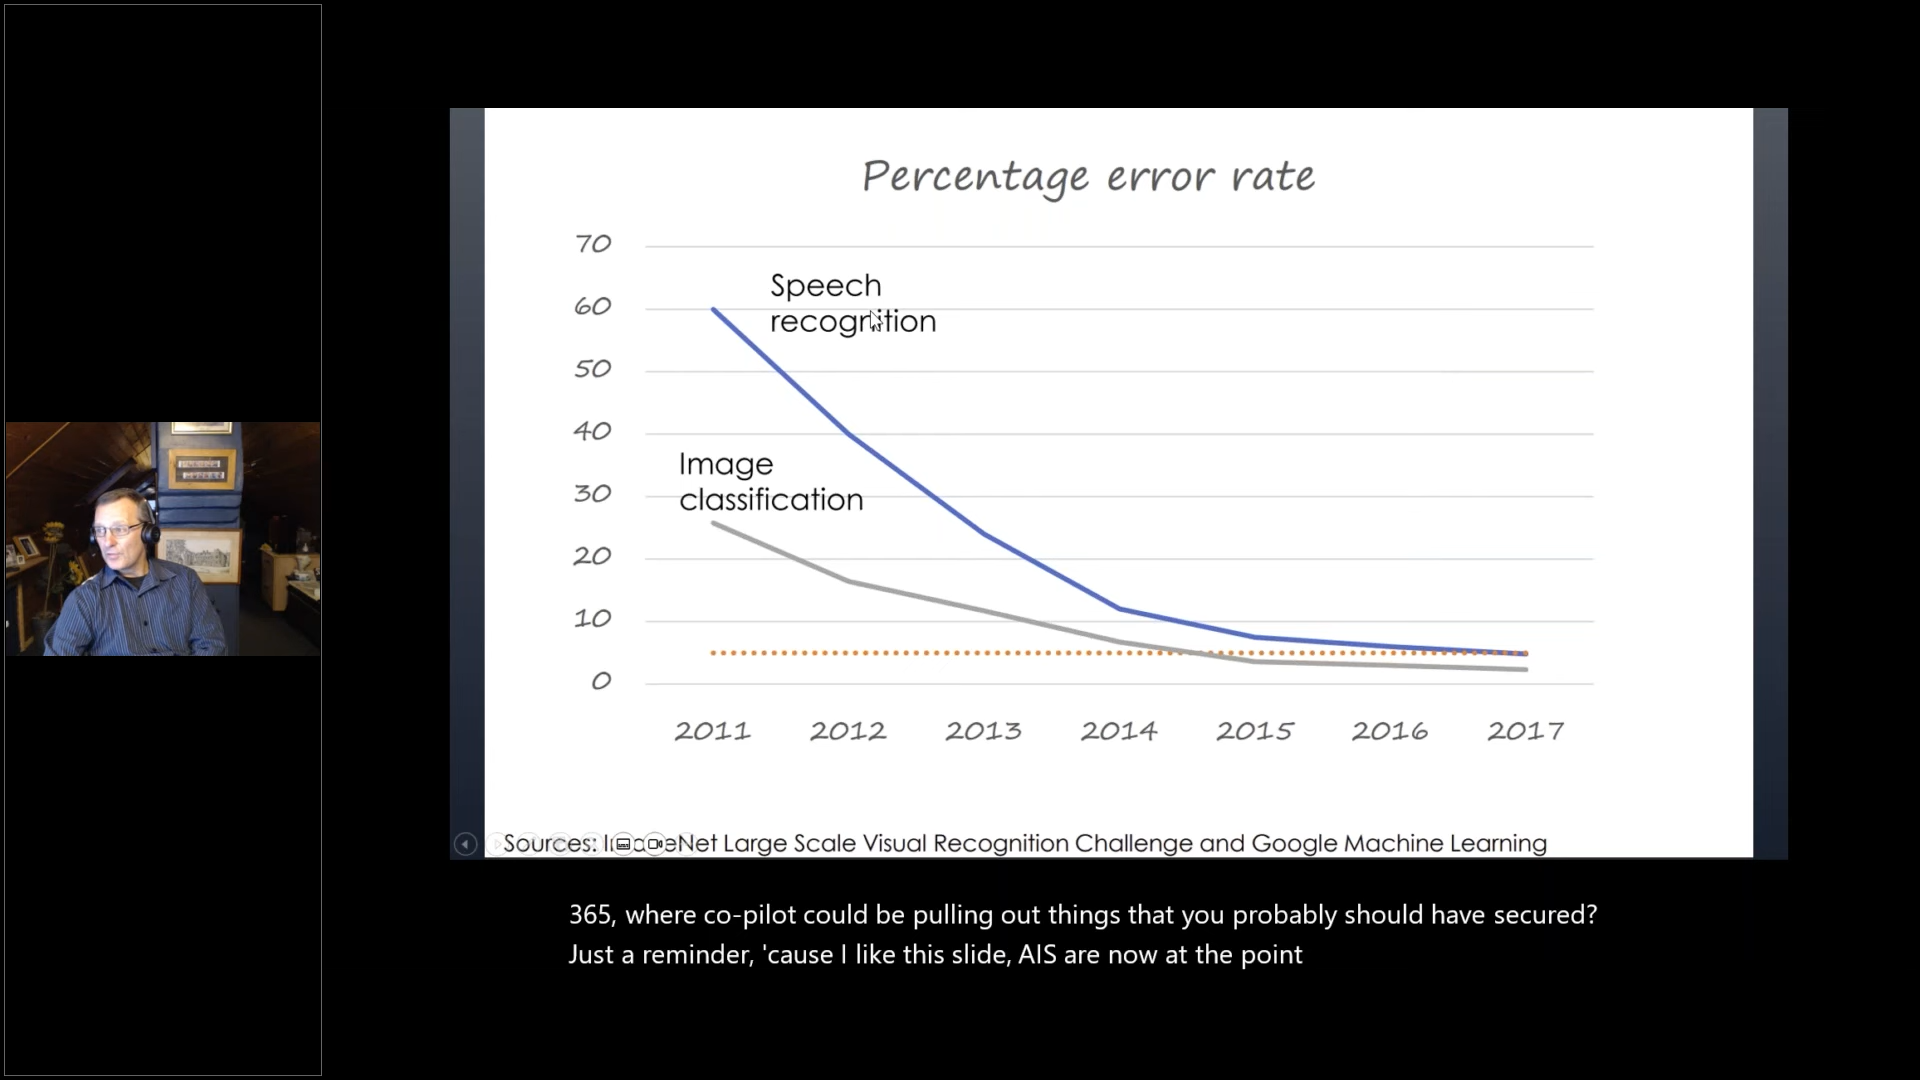 Percentage error rate
70
60
50
40
30
20
10
0
Speech
recognition
Image
classification
2011 2012 2013 2014 2015 2016 2017
Sources: ImageNet Large Scale Visual Recognition Challenge and Google Machine Learning
365, where co-pilot could be pulling out things that you probably should have secured?
Just a reminder, 'cause I like this slide, AIS are now at the point